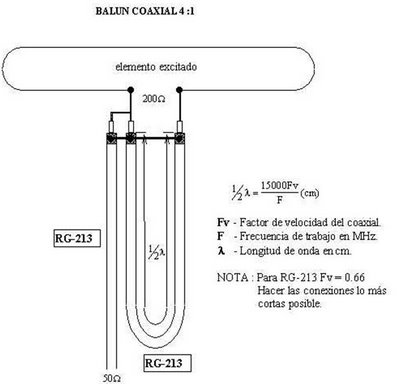 BALUN COAXIAL 4 :1
elemento excitado
200Ω
½ λ = 15000Fv / F (cm)
RG-213
½ λ
Fv - Factor de velocidad del coaxial.
F - Frecuencia de trabajo en MHz.
λ - Longitud de onda en cm.
NOTA : Para RG-213 Fv = 0.66
Hacer las conexiones lo más
cortas posible.
RG-213
50Ω